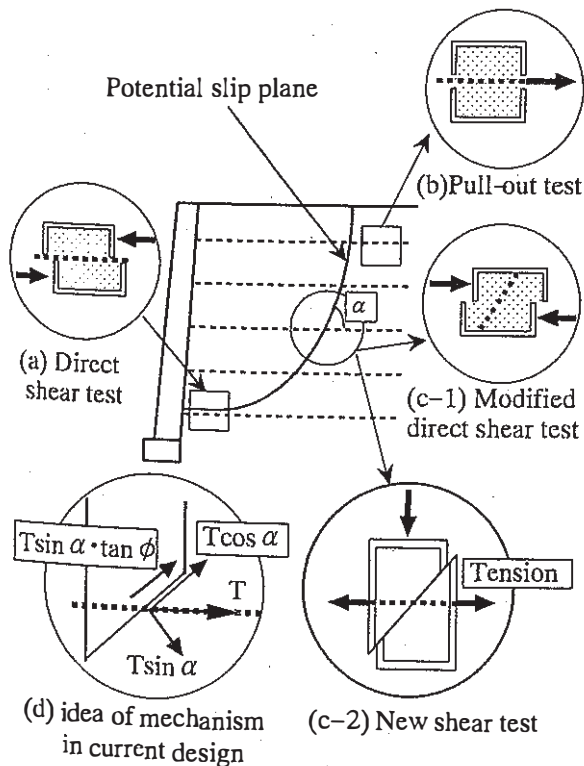 Potential slip plane
(b)Pull-out test
α
(a) Direct
shear test
(c-1) Modified
direct shear test
Tsin α・tan ϕ
Tcos α
T
Tsin α
Tension
(d) idea of mechanism
in current design
(c-2) New shear test